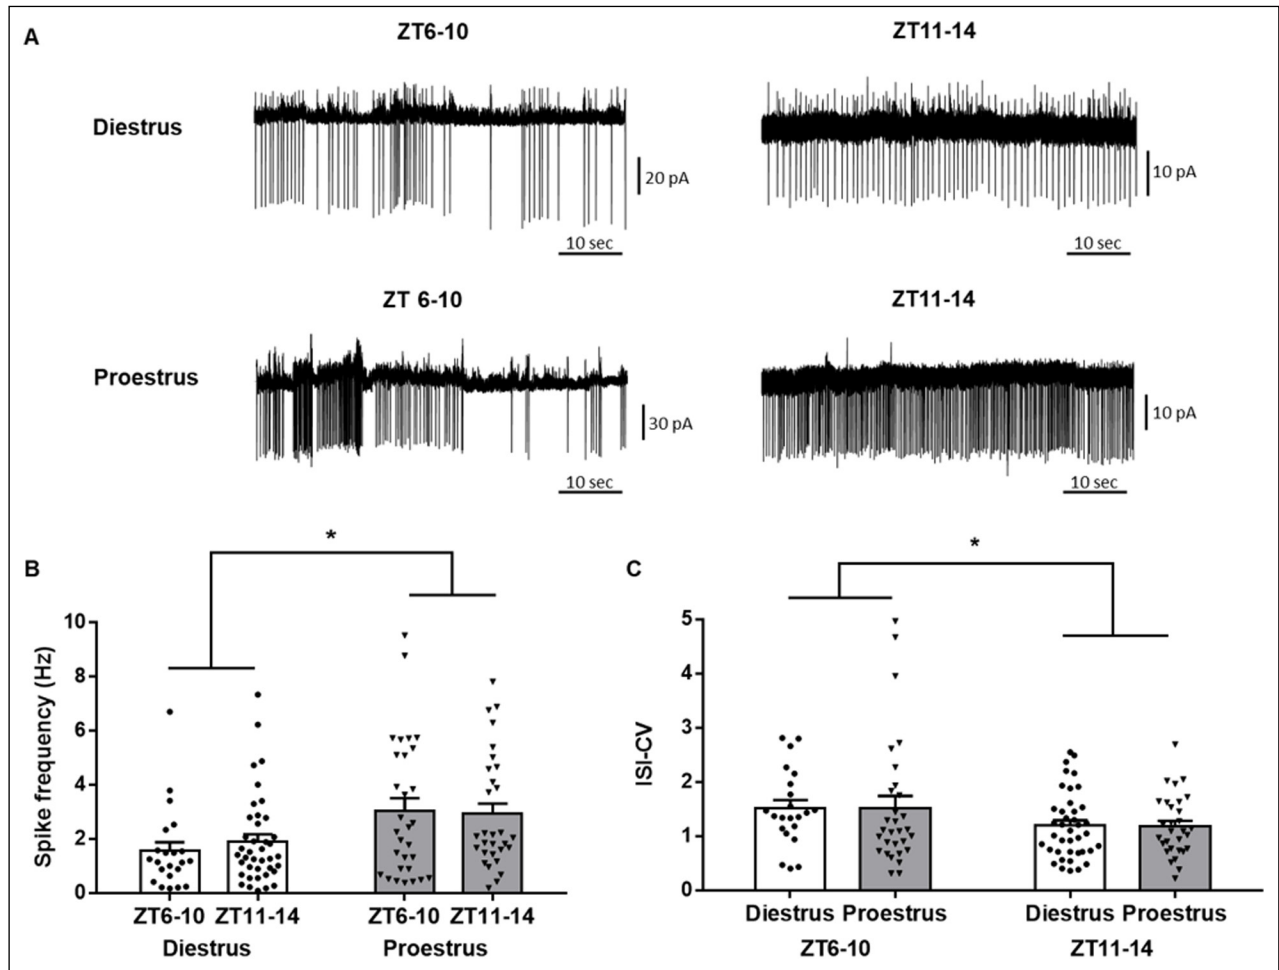 A
ZT6-10
ZT11-14
Diestrus
20 pA
10 pA
10 sec
10 sec
ZT 6-10
ZT11-14
Proestrus
30 pA
10 pA
10 sec
10 sec
B
*
Spike frequency (Hz)
10
8
6
4
2
0
ZT6-10 ZT11-14 ZT6-10 ZT11-14
Diestrus Proestrus
C
*
ISI-CV
5
4
3
2
1
0
Diestrus Proestrus Diestrus Proestrus
ZT6-10 ZT11-14